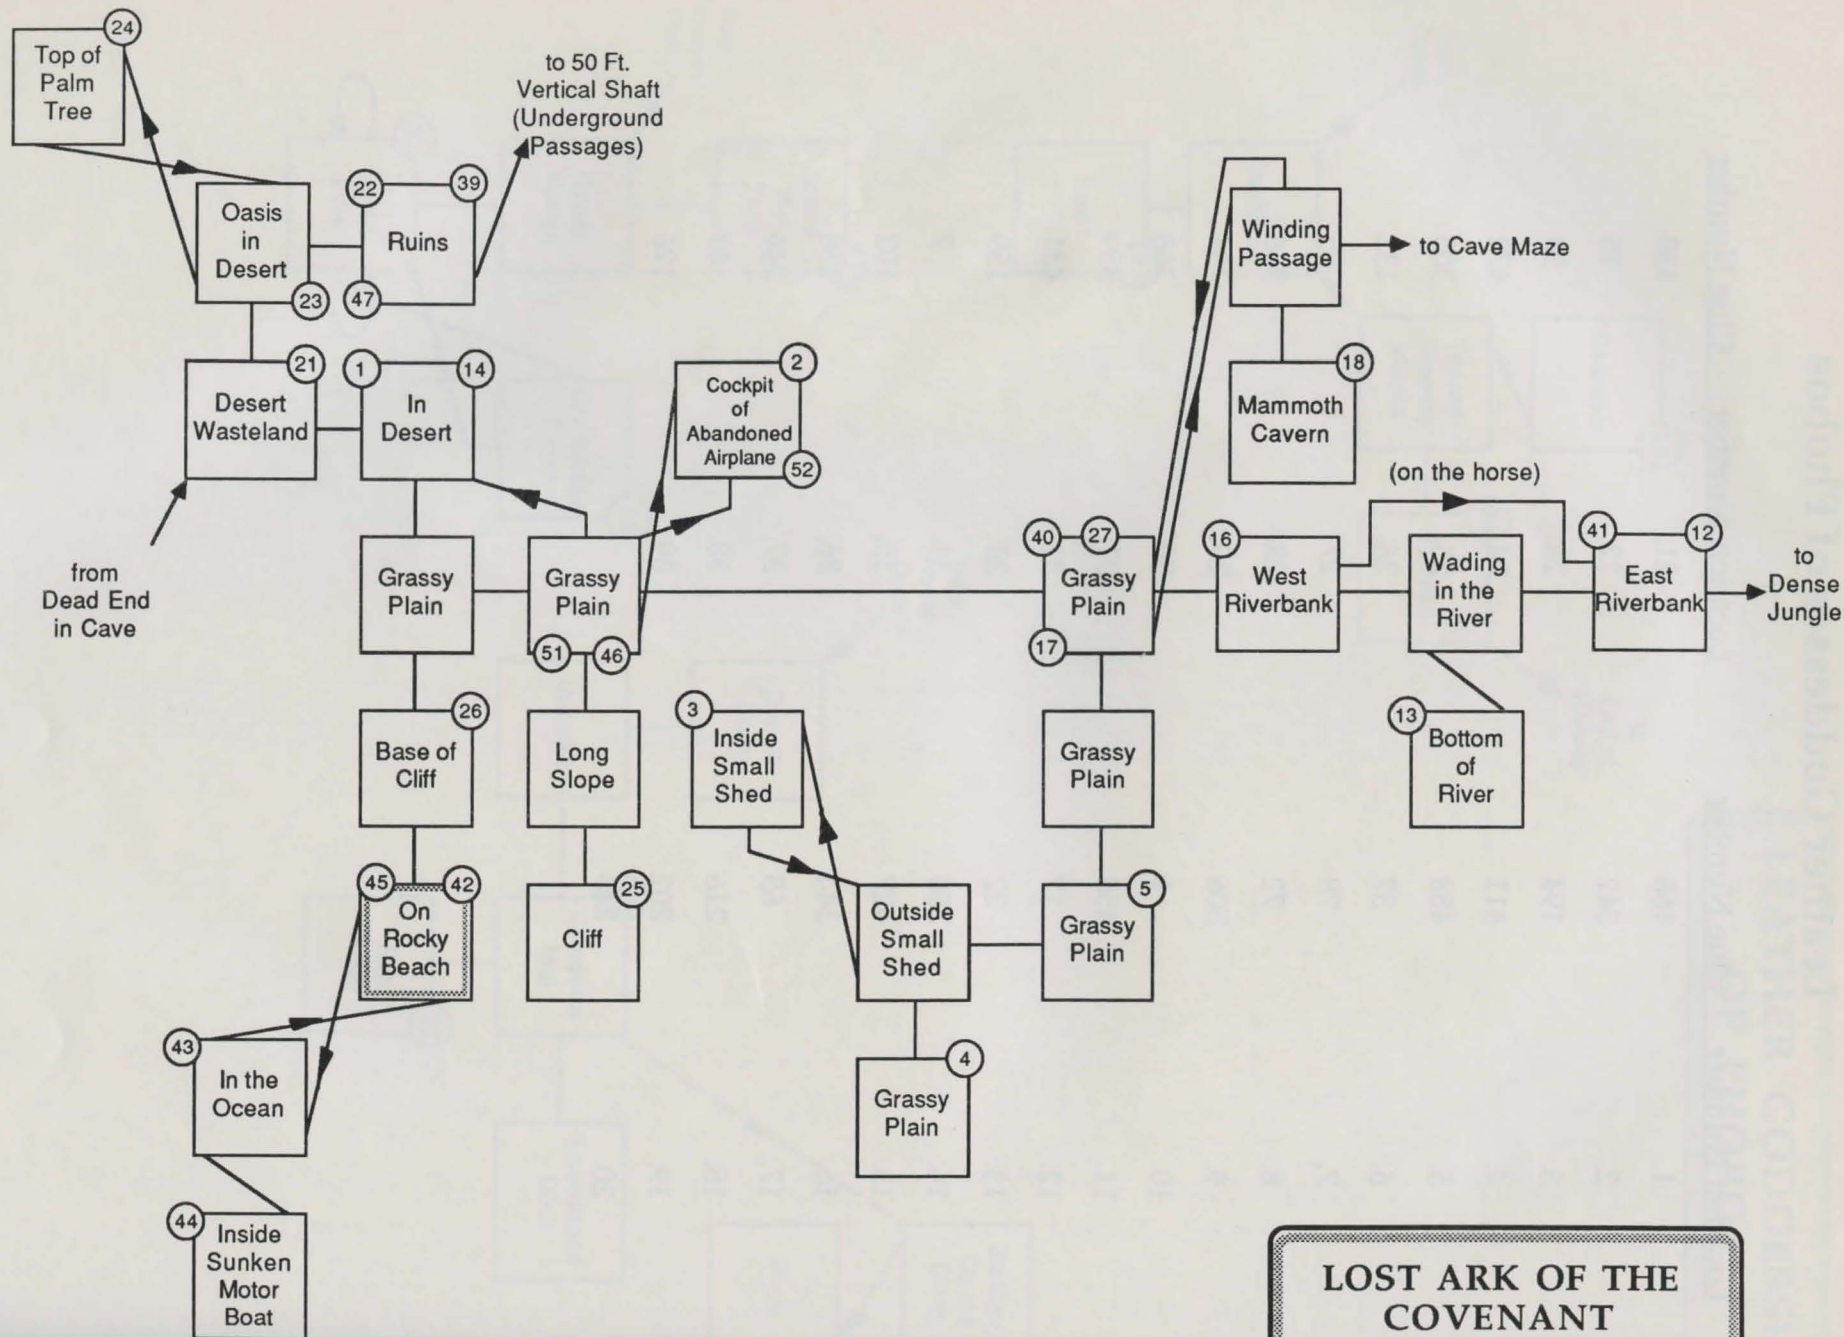 24
Top of
Palm
Tree
to 50 Ft.
Vertical Shaft
(Underground
Passages)
22
39
Oasis
in
Desert
Ruins
23
47
Winding
Passage
to Cave Maze
21
1
14
2
18
Desert
Wasteland
In
Desert
Cockpit
of
Abandoned
Airplane
52
Mammoth
Cavern
(on the horse)
from
Dead End
in Cave
Grassy
Plain
Grassy
Plain
51
46
40
27
Grassy
Plain
17
16
West
Riverbank
Wading
in the
River
41
12
East
Riverbank
to
Dense
Jungle
26
Base of
Cliff
Long
Slope
3
Inside
Small
Shed
Grassy
Plain
13
Bottom
of
River
45
42
On
Rocky
Beach
25
Cliff
Outside
Small
Shed
5
Grassy
Plain
43
In the
Ocean
4
Grassy
Plain
44
Inside
Sunken
Motor
Boat
LOST ARK OF THE
COVENANT